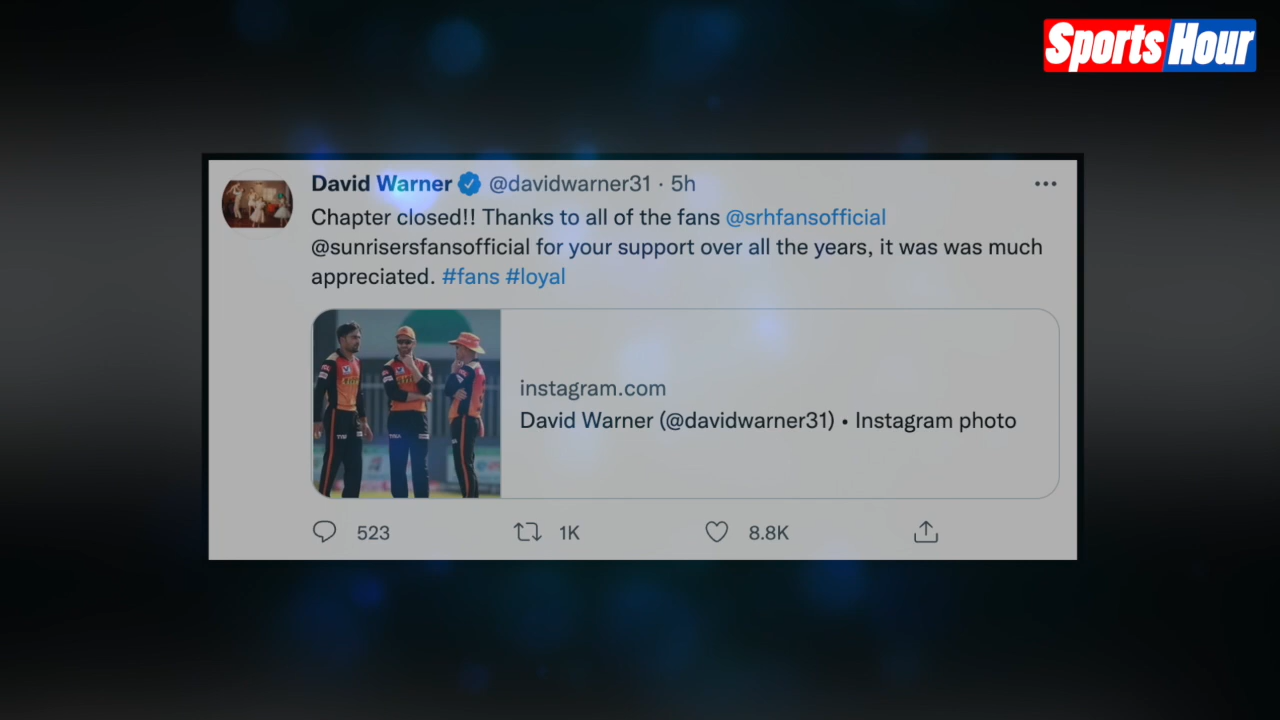 Sports Hour
David Warner @davidwarner31 · 5h
Chapter closed!! Thanks to all of the fans @srhfansofficial
@sunrisersfansofficial for your support over all the years, it was was much
appreciated. #fans #loyal
instagram.com
David Warner (@davidwarner31) • Instagram photo
523 1K 8.8K